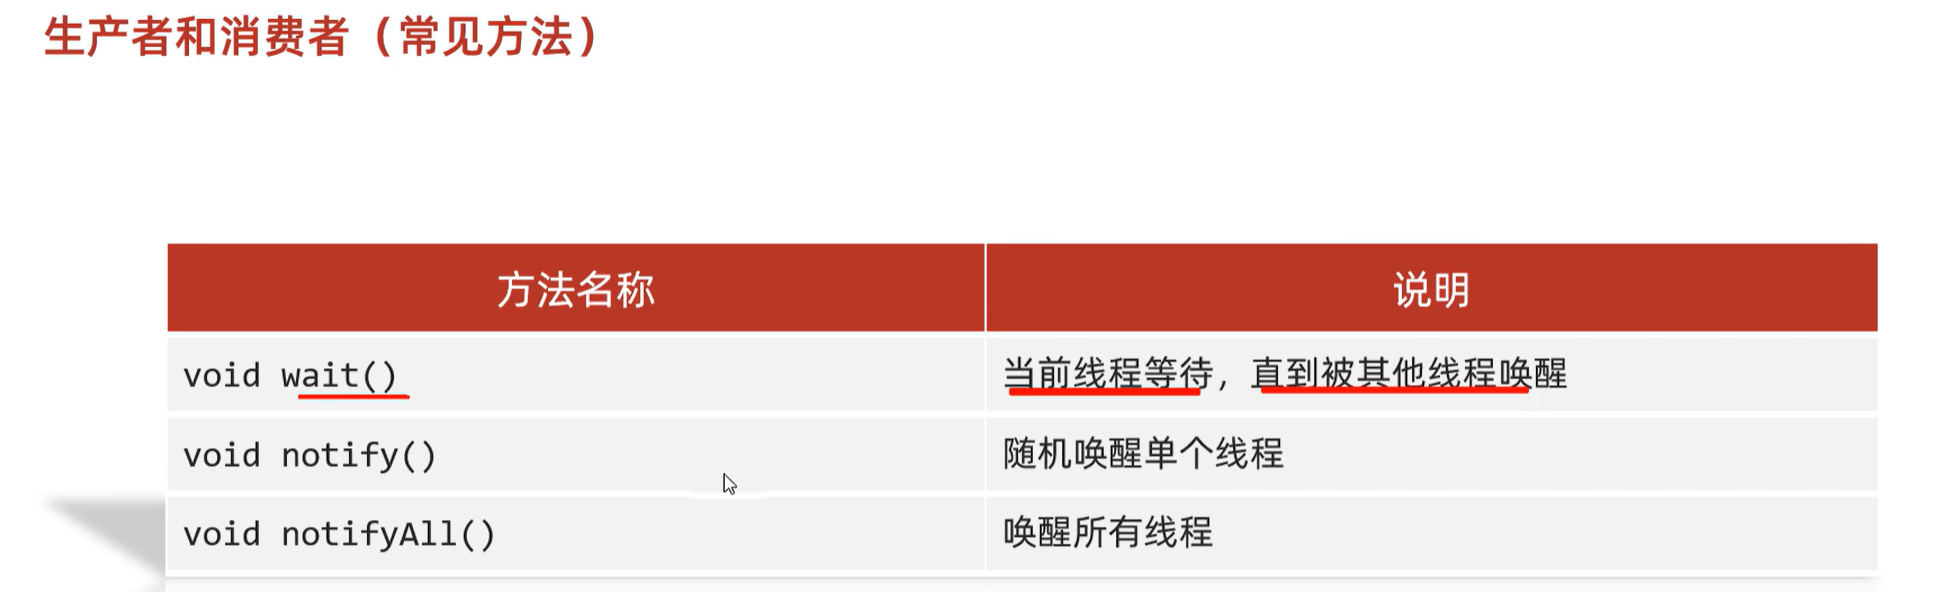 生产者和消费者（常见方法）
方法名称 说明
void wait() 当前线程等待，直到被其他线程唤醒
void notify() 随机唤醒单个线程
void notifyAll() 唤醒所有线程